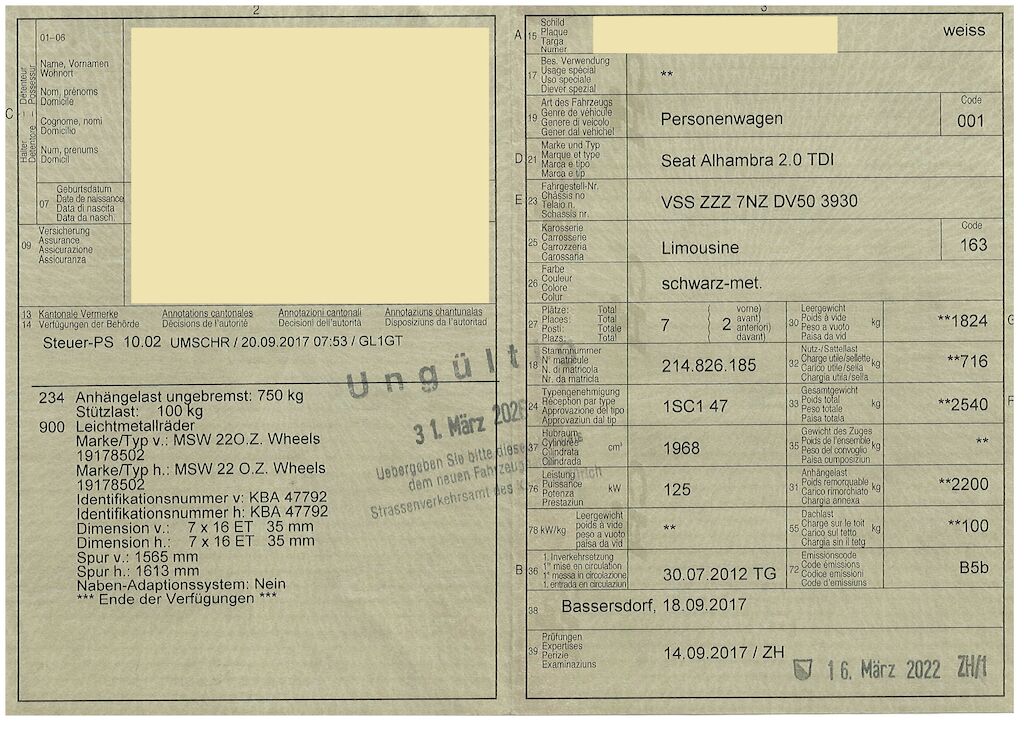 2
01–06
Détenteur Possessur
Halter Detentore
C
Name, Vornamen
Wohnort
Nom, prénoms
Domicile
Cognome, nomi
Domicilio
Num, prenums
Domicil
07
Geburtsdatum
Date de naissance
Data di nascita
Data da nasch.
09
Versicherung
Assurance
Assicurazione
Assicuranza
13 Kantonale Vermerke Annotations cantonales Annotazioni cantonali Annotaziuns chantunalas
14 Verfügungen der Behörde Décisions de l'autorité Decisioni dell'autorità Disposiziuns da l'autoritad
Steuer-PS 10.02 UMSCHR / 20.09.2017 07:53 / GL1GT
Ungült
31. März
Uebergeben Sie bitte diese
dem neuen Fahrzeug
Strassenverkehrsamt des K
234 Anhängelast ungebremst: 750 kg
Stützlast: 100 kg
900 Leichtmetallräder
Marke/Typ v.: MSW 22O.Z. Wheels
19178502
Marke/Typ h.: MSW 22 O.Z. Wheels
19178502
Identifikationsnummer v: KBA 47792
Identifikationsnummer h: KBA 47792
Dimension v.: 7 x 16 ET 35 mm
Dimension h.: 7 x 16 ET 35 mm
Spur v.: 1565 mm
Spur h.: 1613 mm
Naben-Adaptionssystem: Nein
*** Ende der Verfügungen ***
3
A 15
Schild
Plaque
Targa
Numer
weiss
17
Bes. Verwendung
Usage spécial
Uso speciale
Diever spezial
**
19
Art des Fahrzeugs
Genre de véhicule
Genere di veicolo
Gener dal vehichel
Personenwagen
Code
001
D 21
Marke und Typ
Marque et type
Marca e tipo
Marca e tip
Seat Alhambra 2.0 TDI
E 23
Fahrgestell-Nr.
Châssis no
Telaio n.
Schassis nr.
VSS ZZZ 7NZ DV50 3930
25
Karosserie
Carrosserie
Carrozzeria
Carossaria
Limousine
Code
163
26
Farbe
Couleur
Colore
Colur
schwarz-met.
27
Plätze: Total
Places: Total
Posti: Totale
Plazs: Total
7 ( 2 vorne) avant) anteriori) davant)
30
Leergewicht
Poids à vide
Peso a vuoto
Paisa vid
kg
**1824
G
18
Stammnummer
N° matricule
N. di matricola
Nr. da matricla
214.826.185
32
Nutz-/Sattellast
Charge utile/sellette
Carico utile/sella
Chargia utila/sella
kg
**716
24
Typengenehmigung
Réception par type
Approvazione del tipo
Approvaziun dal tip
1SC1 47
33
Gesamtgewicht
Poids total
Peso totale
Paisa totala
kg
**2540
F
37
Hubraum
Cylindrée
Cilindrata
Cilindrada
cm³
1968
35
Gewicht des Zuges
Poids de l'ensemble
Peso del convoglio
Paisa cumposiziun
kg
**
76
Leistung
Puissance
Potenza
Prestaziun
kW
125
31
Anhängelast
Poids remorquable
Carico rimorchiato
Chargia annexa
kg
**2200
78 kW/kg
Leergewicht
poids à vide
peso a vuoto
paisa da vid
**
55
Dachlast
Charge sur le toit
Carico sul tetto
Chargia sin il tetg
kg
**100
B 36
1. Inverkehrsetzung
1re mise en circulation
1a messa in circolazione
1. entrada en circulaziun
30.07.2012 TG
72
Emissionscode
Code émissions
Codice emissioni
Code d'emissiuns
B5b
38
Bassersdorf, 18.09.2017
39
Prüfungen
Expertises
Perizie
Examinaziuns
14.09.2017 / ZH
16. März 2022 ZH/1